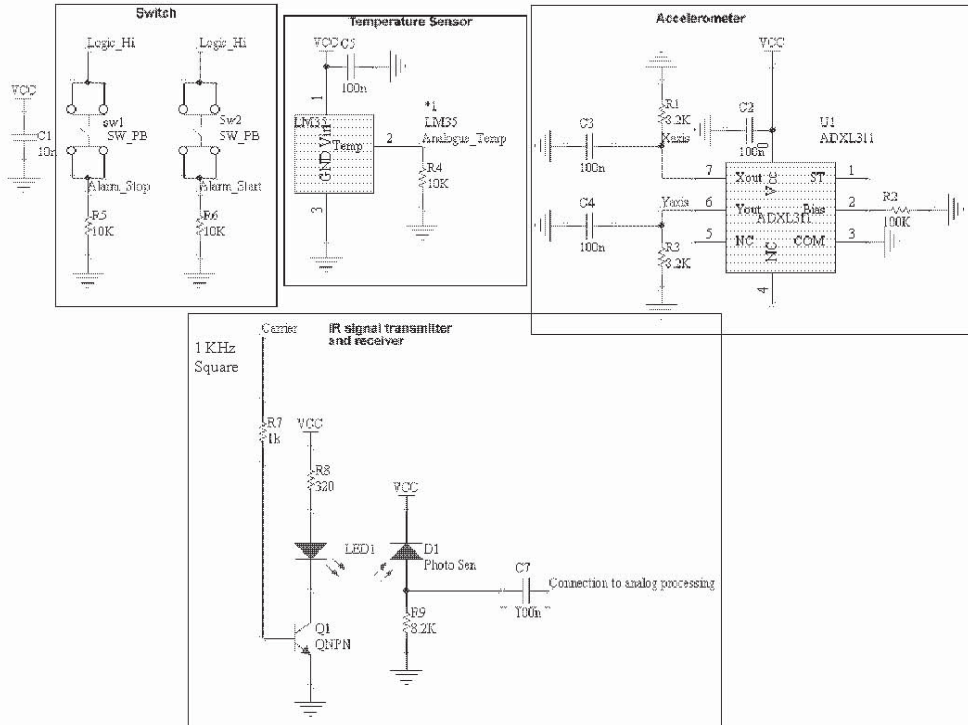 Switch
Logic_Hi
Logic_Hi
VCC
C1
10n
sw1
SW_PB
Sw2
SW_PB
Alarm_Stop
Alarm_Start
R5
10K
R6
10K
Temperature Sensor
VCC
C5
100n
1
LM35
GND Vin
Temp
2
3
*1
LM35
Analogue_Temp
R4
10K
Accelerometer
VCC
R1
8.2K
C2
100n
U1
ADXL311
C3
100n
Xaxis
C4
100n
Yaxis
R3
8.2K
7
Xout
6
Yout
5
NC
8
Vcc
ADXL311
NC
4
ST
1
Bias
2
COM
3
R2
100K
Carrier
IR signal transmitter
and receiver
1 KHz
Square
R7
1k
VCC
R8
320
LED1
VCC
D1
Photo Sen
C7
100n
Connection to analog processing
R9
8.2K
Q1
QNPN